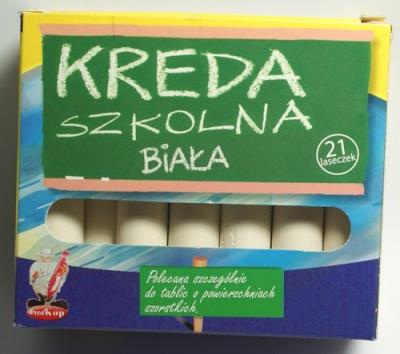 KREDA
SZKOLNA
BIAŁA
21
laseczek
Polecana szczególnie
do tablic o powierzchniach
szorstkich.